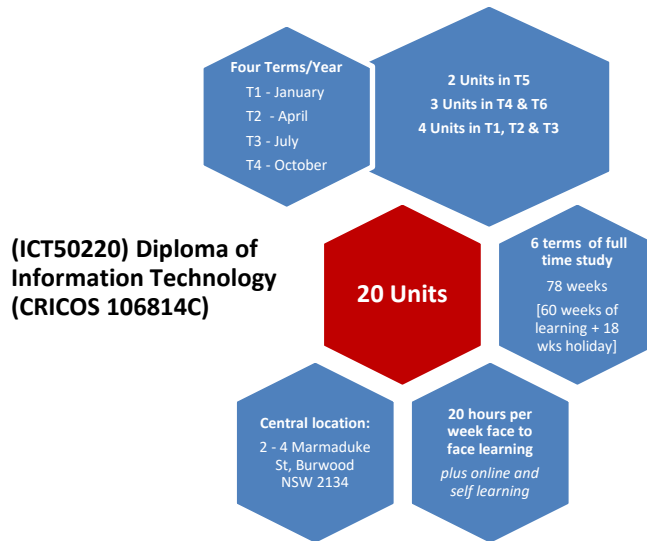 Four Terms/Year
T1 - January
T2 - April
T3 - July
T4 - October
2 Units in T5
3 Units in T4 & T6
4 Units in T1, T2 & T3
(ICT50220) Diploma of
Information Technology
(CRICOS 106814C)
20 Units
6 terms of full
time study
78 weeks
[60 weeks of
learning + 18
wks holiday]
Central location:
2 - 4 Marmaduke
St, Burwood
NSW 2134
20 hours per
week face to
face learning
plus online and
self learning